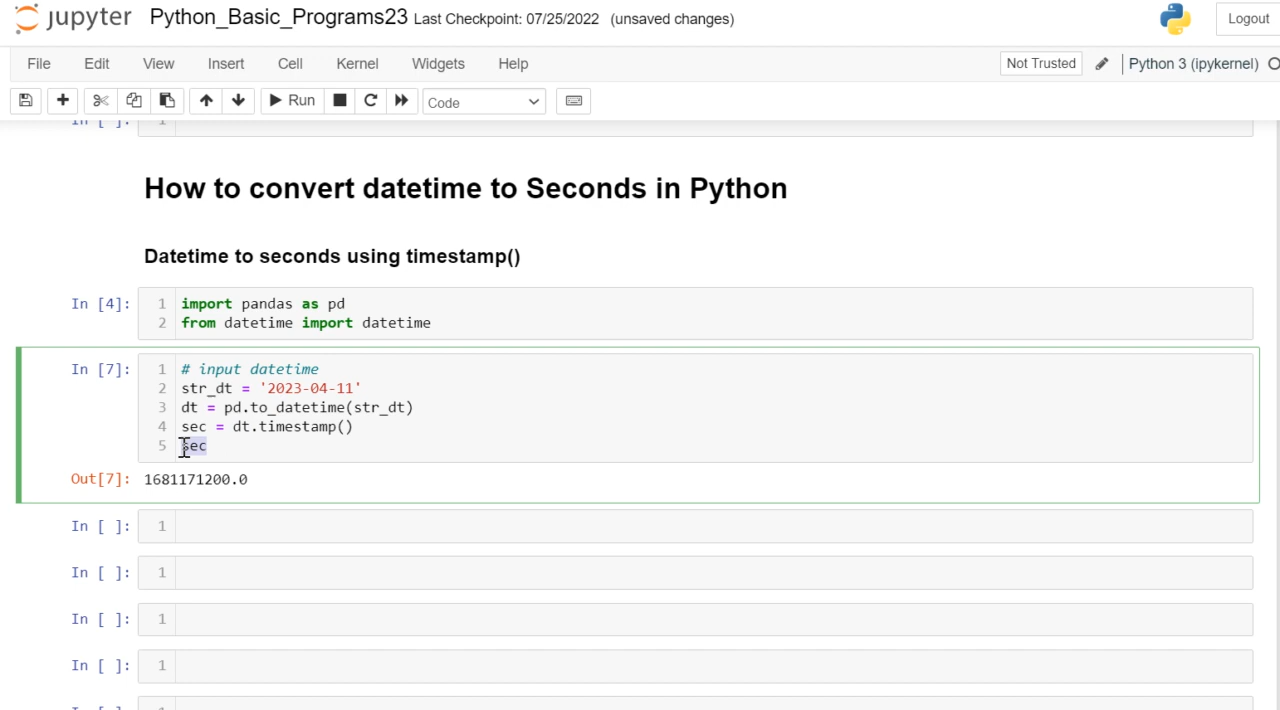 jupyter Python_Basic_Programs23 Last Checkpoint: 07/25/2022 (unsaved changes) Logout
File Edit View Insert Cell Kernel Widgets Help Not Trusted Python 3 (ipykernel)
Run Code
In [ ]: 1
How to convert datetime to Seconds in Python
Datetime to seconds using timestamp()
In [4]: 1 import pandas as pd
2 from datetime import datetime
In [7]: 1 # input datetime
2 str_dt = '2023-04-11'
3 dt = pd.to_datetime(str_dt)
4 sec = dt.timestamp()
5 sec
Out[7]: 1681171200.0
In [ ]: 1
In [ ]: 1
In [ ]: 1
In [ ]: 1
In [ ]: 1